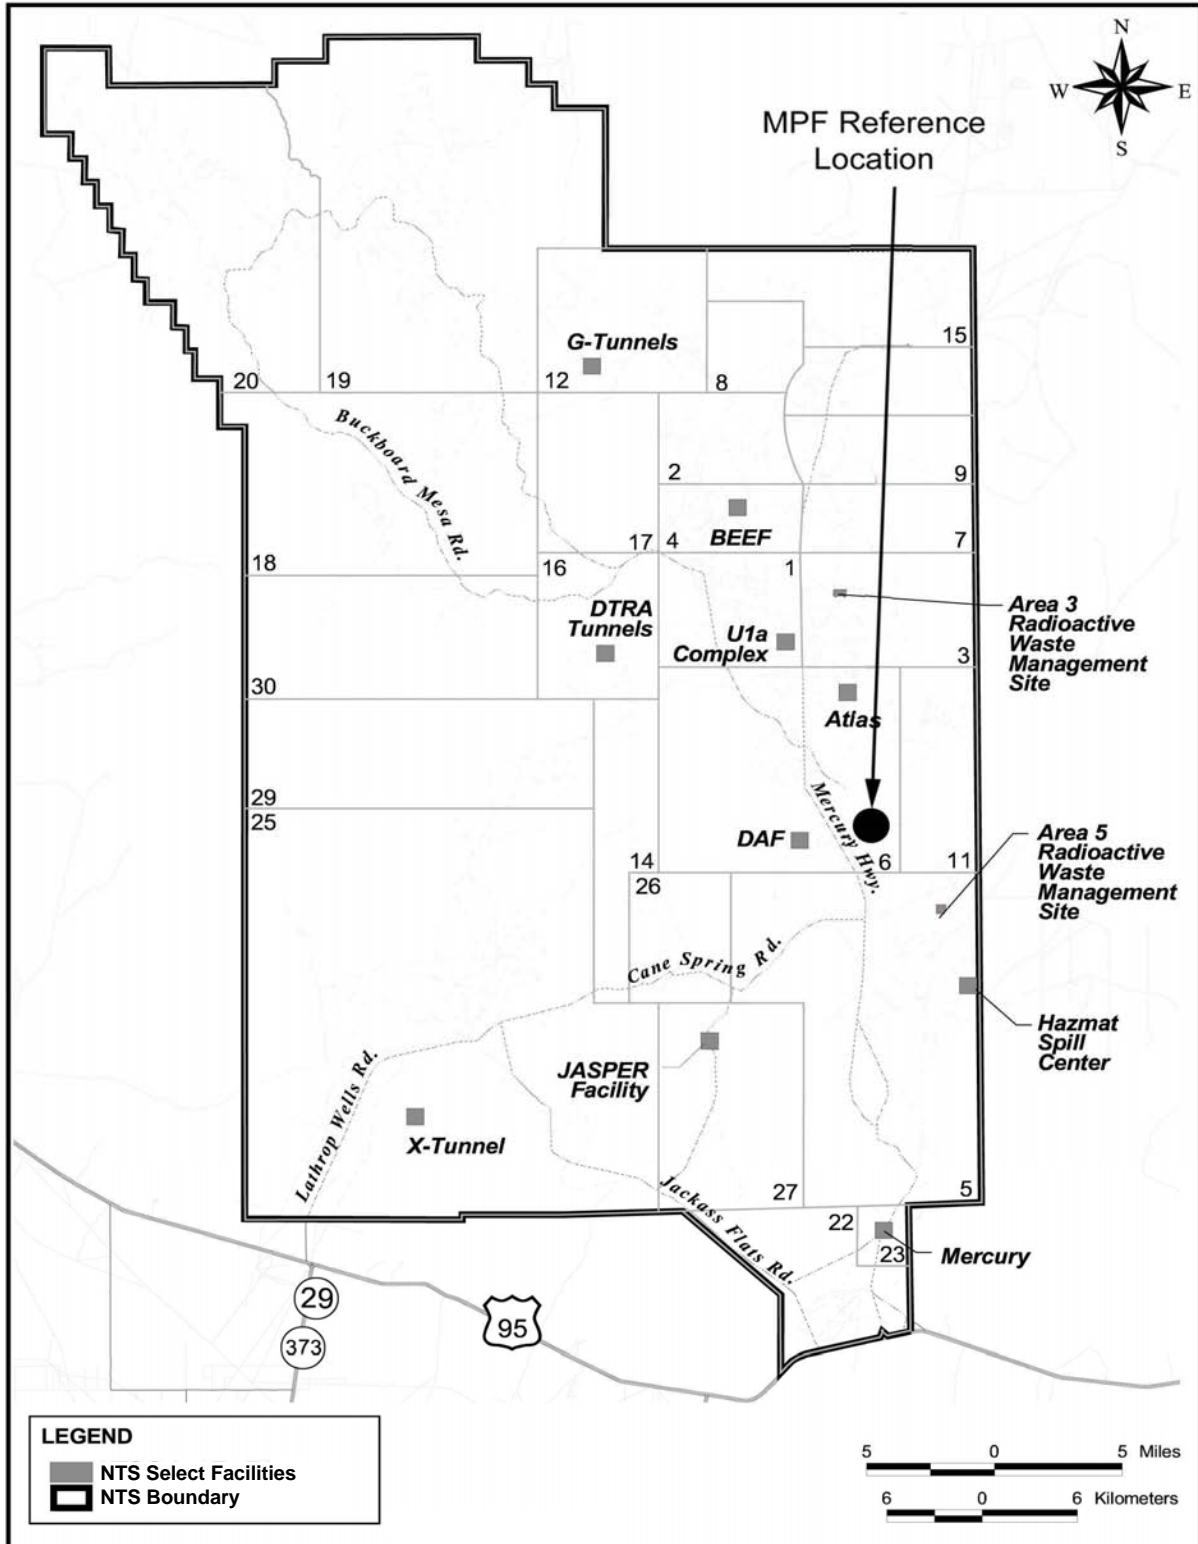 N
W E
S
MPF Reference
Location
15
G-Tunnels
20
19
12
8
Buckboard Mesa Rd.
2
9
BEEF
18
17
4
7
16
1
DTRA
Tunnels
U1a
Complex
Area 3
Radioactive
Waste
Management
Site
3
30
Atlas
29
25
Mercury Hwy.
DAF
14
6
11
Area 5
Radioactive
Waste
Management
Site
26
Cane Spring Rd.
Hazmat
Spill
Center
JASPER
Facility
Lathrop Wells Rd.
X-Tunnel
Jackass Flats Rd.
27
5
22
23
Mercury
29
95
373
LEGEND
NTS Select Facilities
NTS Boundary
5 0 5 Miles
6 0 6 Kilometers